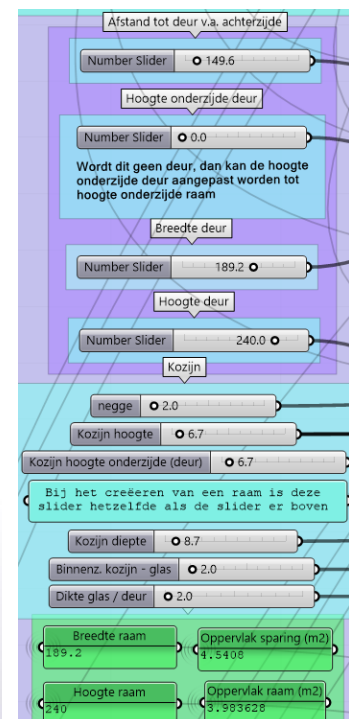 Afstand tot deur v.a. achterzijde
Number Slider 149.6
Hoogte onderzijde deur
Number Slider 0.0
Wordt dit geen deur, dan kan de hoogte
onderzijde deur aangepast worden tot
hoogte onderzijde raam
Breedte deur
Number Slider 189.2
Hoogte deur
Number Slider 240.0
Kozijn
negge 2.0
Kozijn hoogte 6.7
Kozijn hoogte onderzijde (deur) 6.7
Bij het creëeren van een raam is deze
slider hetzelfde als de slider er boven
Kozijn diepte 8.7
Binnenz. kozijn - glas 2.0
Dikte glas / deur 2.0
Breedte raam
189.2
Oppervlak sparing (m2)
4.5408
Hoogte raam
240
Oppervlak raam (m2)
3.983628